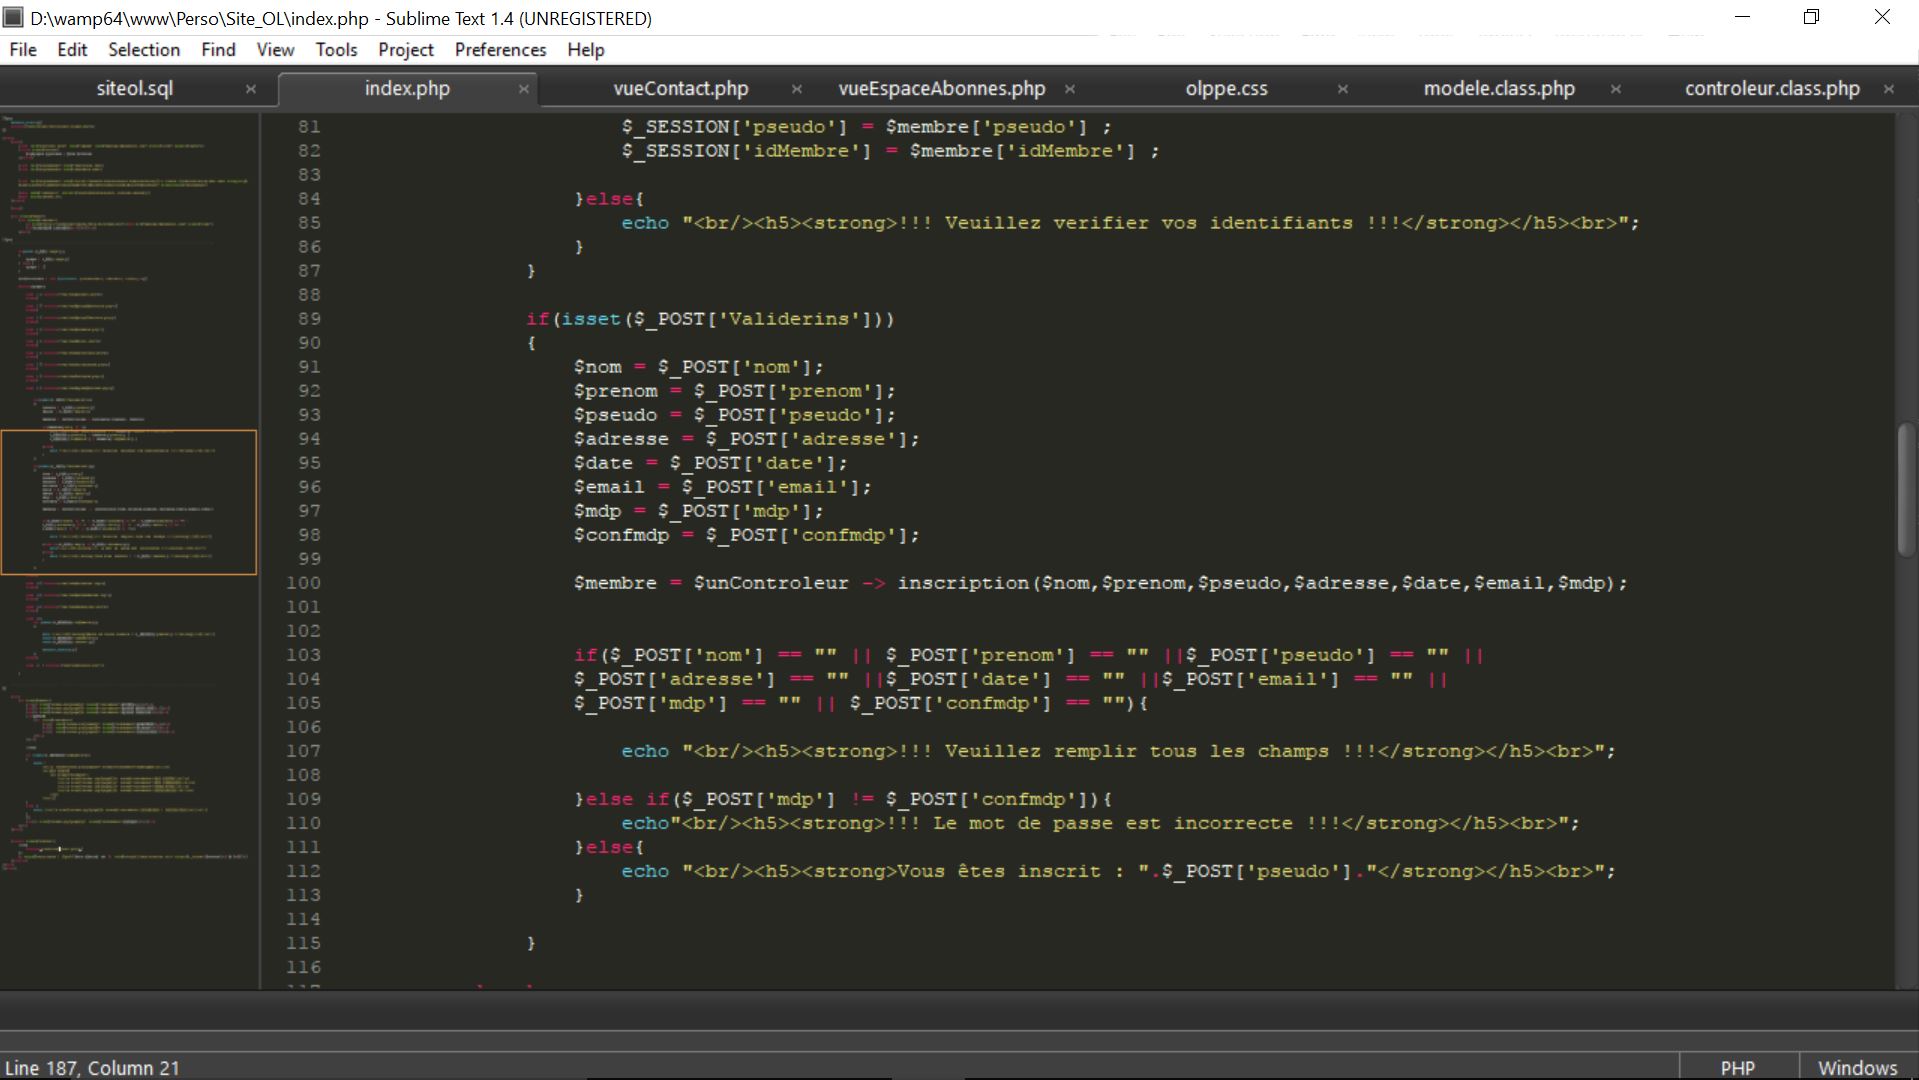 D:\wamp64\www\Perso\Site_OL\index.php - Sublime Text 1.4 (UNREGISTERED)
File Edit Selection Find View Tools Project Preferences Help
siteol.sql × index.php × vueContact.php × vueEspaceAbonnes.php × olppe.css × modele.class.php × controleur.class.php ×
81 $_SESSION['pseudo'] = $membre['pseudo'] ;
82 $_SESSION['idMembre'] = $membre['idMembre'] ;
83
84 }else{
85 echo "<br/><h5><strong>!!! Veuillez verifier vos identifiants !!!</strong></h5><br>";
86 }
87 }
88
89 if(isset($_POST['Validerins']))
90 {
91 $nom = $_POST['nom'];
92 $prenom = $_POST['prenom'];
93 $pseudo = $_POST['pseudo'];
94 $adresse = $_POST['adresse'];
95 $date = $_POST['date'];
96 $email = $_POST['email'];
97 $mdp = $_POST['mdp'];
98 $confmdp = $_POST['confmdp'];
99
100 $membre = $unControleur -> inscription($nom,$prenom,$pseudo,$adresse,$date,$email,$mdp);
101
102
103 if($_POST['nom'] == "" || $_POST['prenom'] == "" ||$_POST['pseudo'] == "" ||
104 $_POST['adresse'] == "" ||$_POST['date'] == "" ||$_POST['email'] == "" ||
105 $_POST['mdp'] == "" || $_POST['confmdp'] == ""){
106
107 echo "<br/><h5><strong>!!! Veuillez remplir tous les champs !!!</strong></h5><br>";
108
109 }else if($_POST['mdp'] != $_POST['confmdp']){
110 echo"<br/><h5><strong>!!! Le mot de passe est incorrecte !!!</strong></h5><br>";
111 }else{
112 echo "<br/><h5><strong>Vous êtes inscrit : ".$_POST['pseudo']."</strong></h5><br>";
113 }
114
115 }
116
Line 187, Column 21 PHP Windows